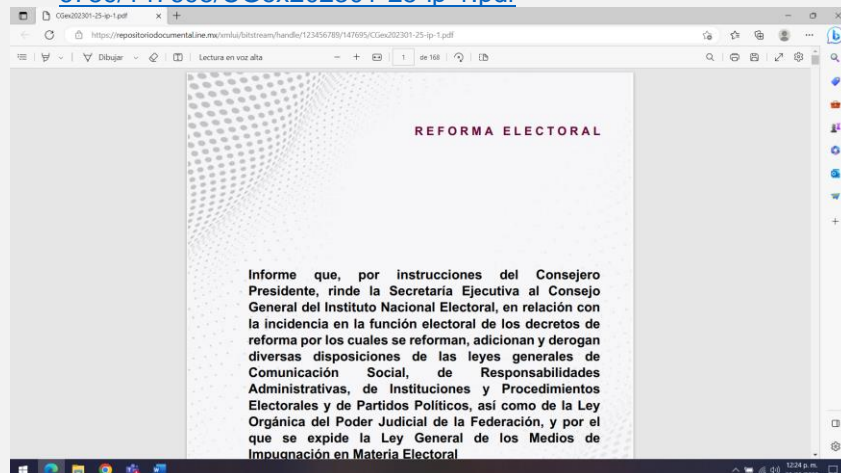 CGex202301-25-ip-1.pdf
https://repositoriodocumental.ine.mx/xmlui/bitstream/handle/123456789/147695/CGex202301-25-ip-1.pdf
Dibujar
Lectura en voz alta
1 de 168
REFORMA ELECTORAL
Informe que, por instrucciones del Consejero
Presidente, rinde la Secretaría Ejecutiva al Consejo
General del Instituto Nacional Electoral, en relación con
la incidencia en la función electoral de los decretos de
reforma por los cuales se reforman, adicionan y derogan
diversas disposiciones de las leyes generales de
Comunicación Social, de Responsabilidades
Administrativas, de Instituciones y Procedimientos
Electorales y de Partidos Políticos, así como de la Ley
Orgánica del Poder Judicial de la Federación, y por el
que se expide la Ley General de los Medios de
Impugnación en Materia Electoral
12:24 p. m.